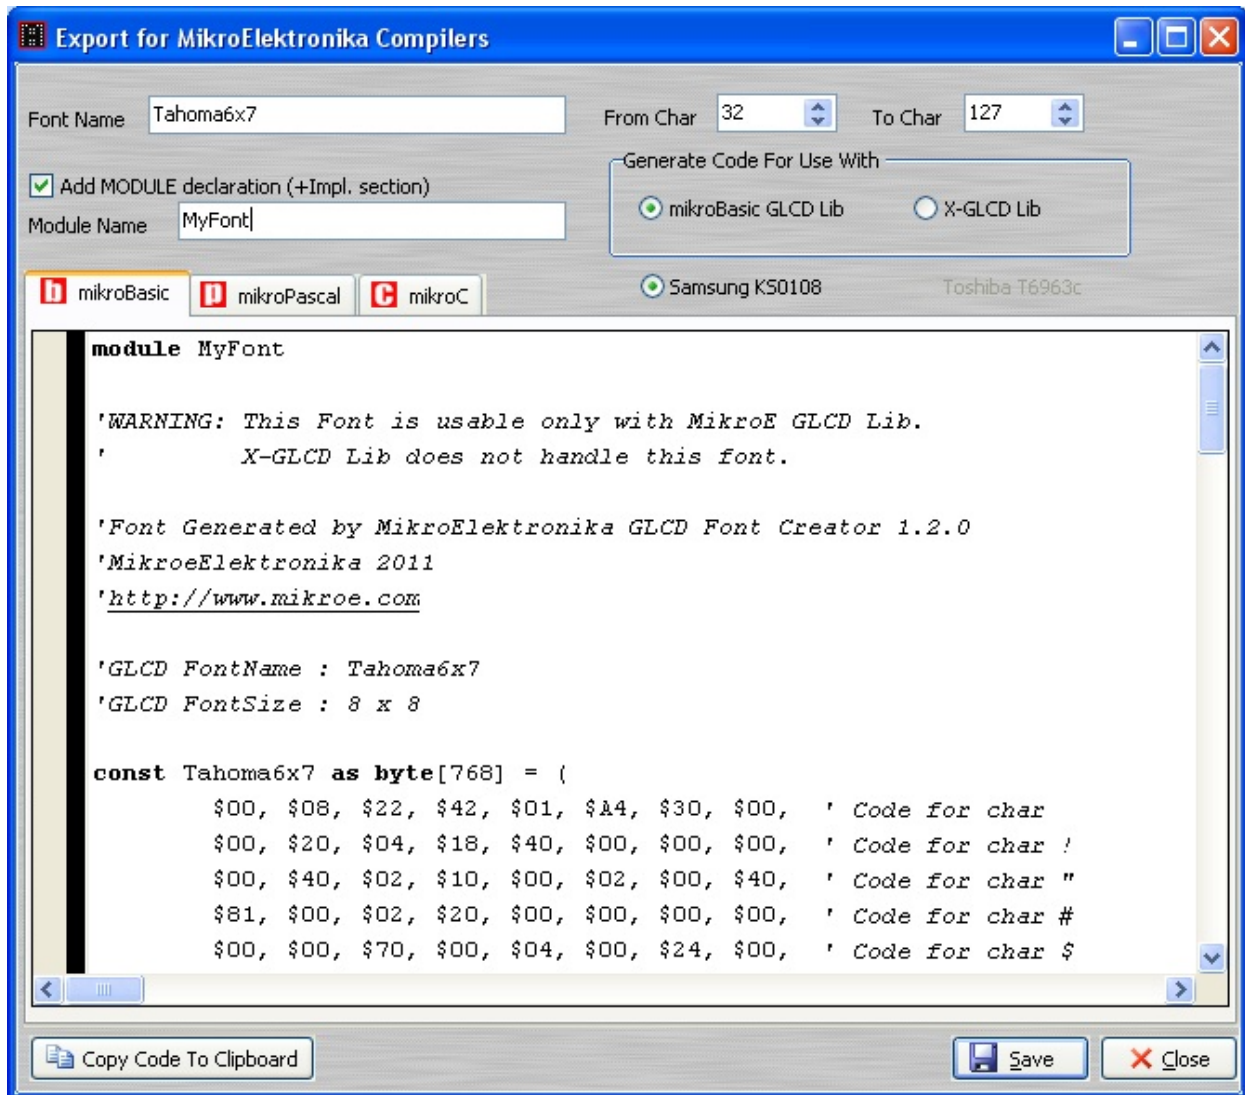 Export for MikroElektronika Compilers
Font Name Tahoma6x7 From Char 32 To Char 127
Generate Code For Use With
Add MODULE declaration (+Impl. section)
mikroBasic GLCD Lib X-GLCD Lib
Module Name MyFont
mikroBasic mikroPascal mikroC
Samsung KS0108 Toshiba T6963c
module MyFont
'WARNING: This Font is usable only with MikroE GLCD Lib.
' X-GLCD Lib does not handle this font.
'Font Generated by MikroElektronika GLCD Font Creator 1.2.0
'MikroeElektronika 2011
'http://www.mikroe.com
'GLCD FontName : Tahoma6x7
'GLCD FontSize : 8 x 8
const Tahoma6x7 as byte[768] = (
$00, $08, $22, $42, $01, $A4, $30, $00, ' Code for char
$00, $20, $04, $18, $40, $00, $00, $00, ' Code for char !
$00, $40, $02, $10, $00, $02, $00, $40, ' Code for char "
$81, $00, $02, $20, $00, $00, $00, $00, ' Code for char #
$00, $00, $70, $00, $04, $00, $24, $00, ' Code for char $
Copy Code To Clipboard Save Close